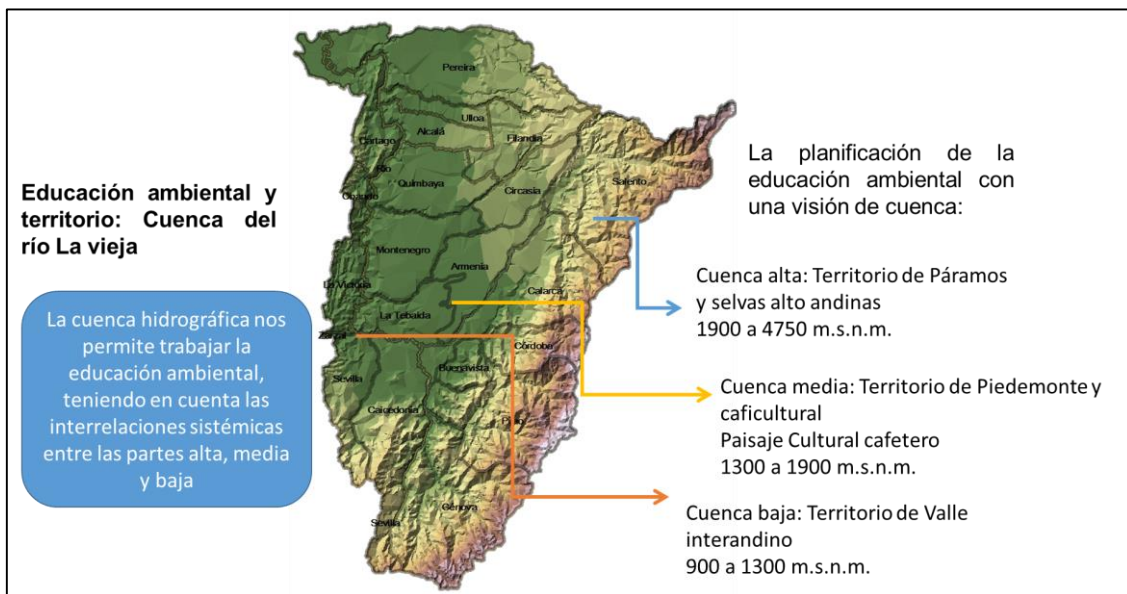 Educación ambiental y
territorio: Cuenca del
río La vieja
La cuenca hidrográfica nos
permite trabajar la
educación ambiental,
teniendo en cuenta las
interrelaciones sistémicas
entre las partes alta, media
y baja
Pereira
Ulloa
Alcalá
Filandia
Cartago
Salento
Quimbaya
Circasia
Obando
Montenegro
Armenia
La Victoria
Calarcá
La Tebaida
Zarzal
Córdoba
Buenavista
Sevilla
Caicedonia
Pijao
Génova
Sevilla
La planificación de la
educación ambiental con
una visión de cuenca:
Cuenca alta: Territorio de Páramos
y selvas alto andinas
1900 a 4750 m.s.n.m.
Cuenca media: Territorio de Piedemonte y
caficultural
Paisaje Cultural cafetero
1300 a 1900 m.s.n.m.
Cuenca baja: Territorio de Valle
interandino
900 a 1300 m.s.n.m.